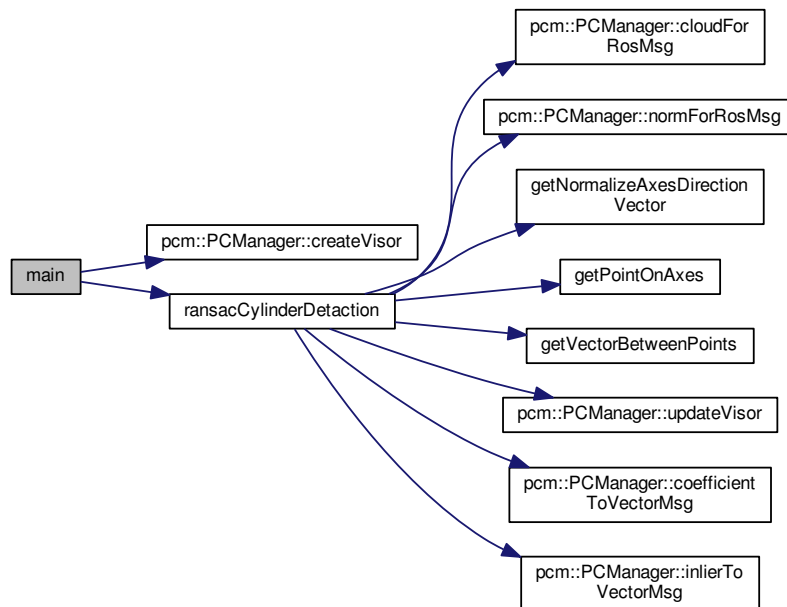 pcm::PCManager::cloudFor
RosMsg
pcm::PCManager::normForRosMsg
getNormalizeAxesDirection
Vector
pcm::PCManager::createVisor
main
getPointOnAxes
ransacCylinderDetaction
getVectorBetweenPoints
pcm::PCManager::updateVisor
pcm::PCManager::coefficient
ToVectorMsg
pcm::PCManager::inlierTo
VectorMsg